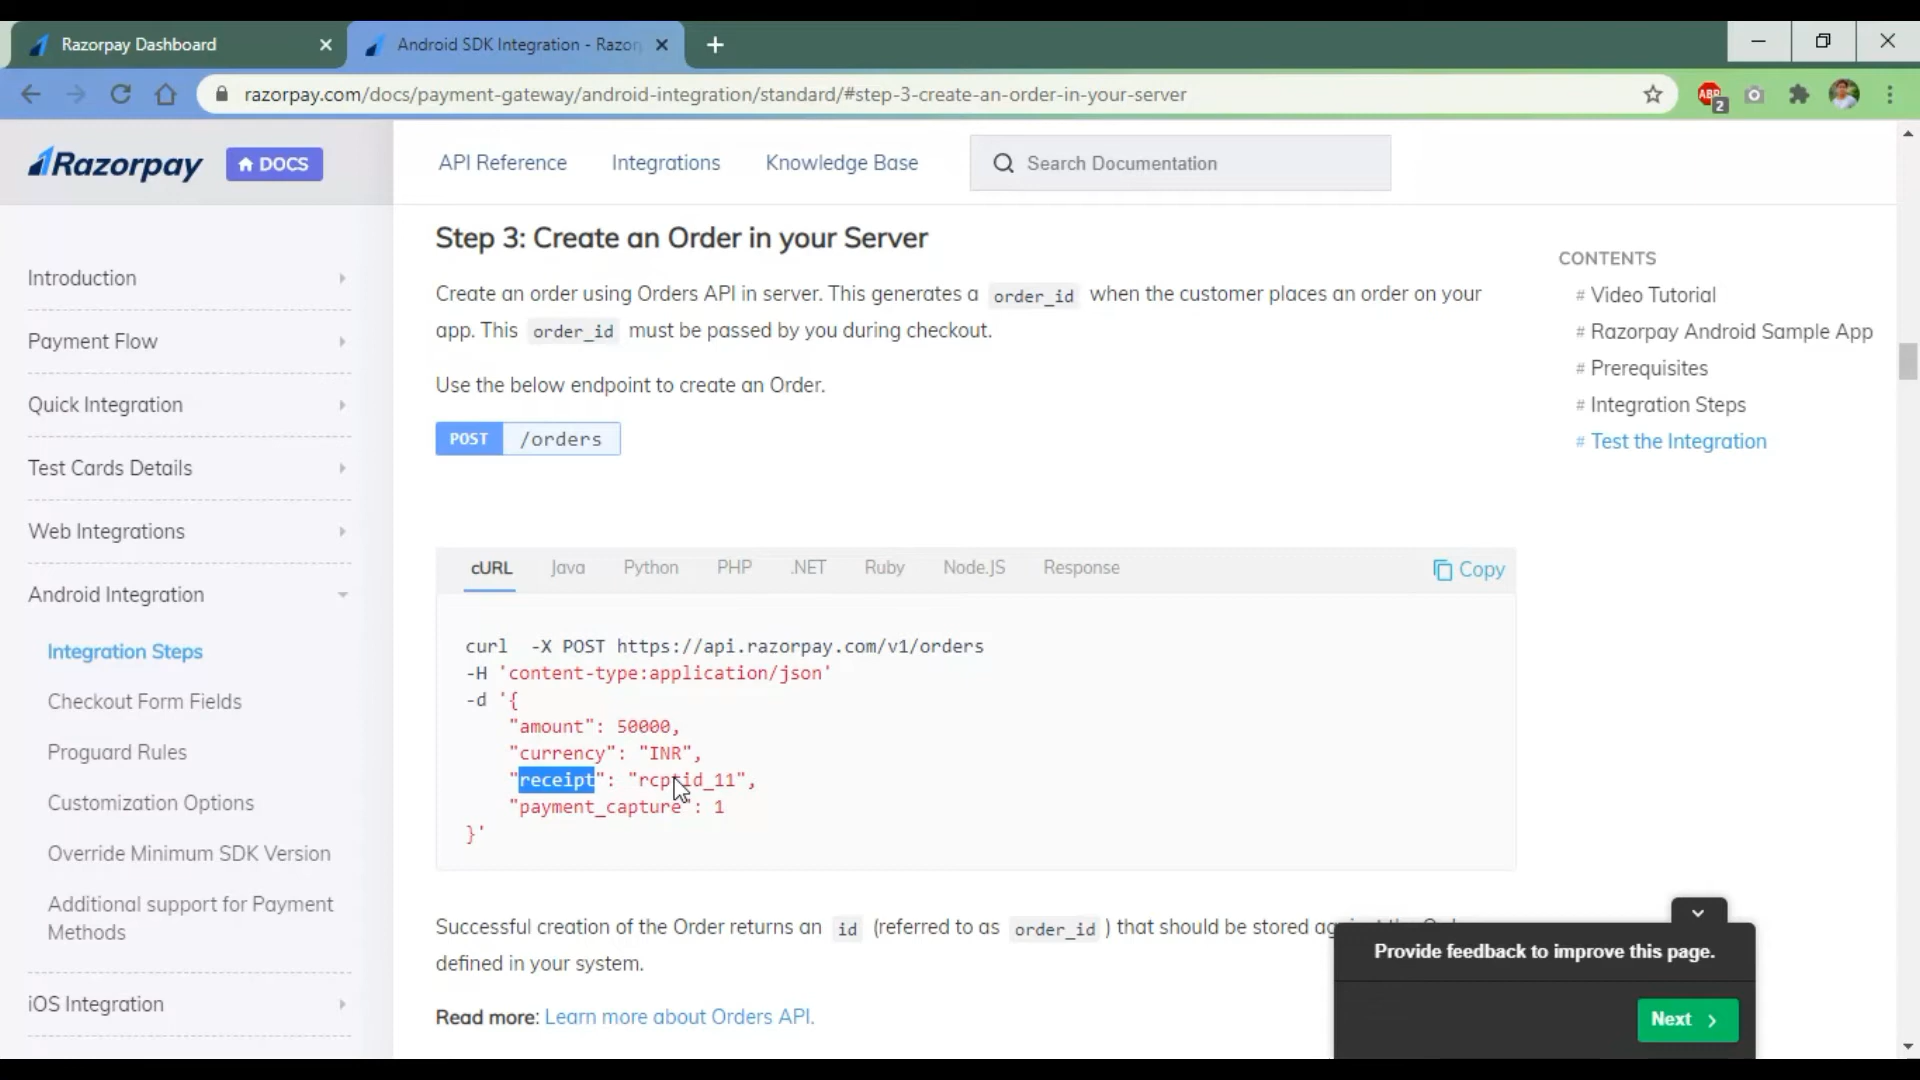 Razorpay Dashboard
Android SDK Integration - Razor
razorpay.com/docs/payment-gateway/android-integration/standard/#step-3-create-an-order-in-your-server
ABP
2
Razorpay
DOCS
API Reference
Integrations
Knowledge Base
Search Documentation
Introduction
Payment Flow
Quick Integration
Test Cards Details
Web Integrations
Android Integration
Integration Steps
Checkout Form Fields
Proguard Rules
Customization Options
Override Minimum SDK Version
Additional support for Payment
Methods
iOS Integration
Step 3: Create an Order in your Server
Create an order using Orders API in server. This generates a order_id when the customer places an order on your
app. This order_id must be passed by you during checkout.
Use the below endpoint to create an Order.
POST /orders
cURL Java Python PHP .NET Ruby Node.JS Response
Copy
curl -X POST https://api.razorpay.com/v1/orders
-H 'content-type:application/json'
-d '{
"amount": 50000,
"currency": "INR",
"receipt": "rcptid_11",
"payment_capture": 1
}'
Successful creation of the Order returns an id (referred to as order_id ) that should be stored
defined in your system.
Read more: Learn more about Orders API.
CONTENTS
# Video Tutorial
# Razorpay Android Sample App
# Prerequisites
# Integration Steps
# Test the Integration
Provide feedback to improve this page.
Next